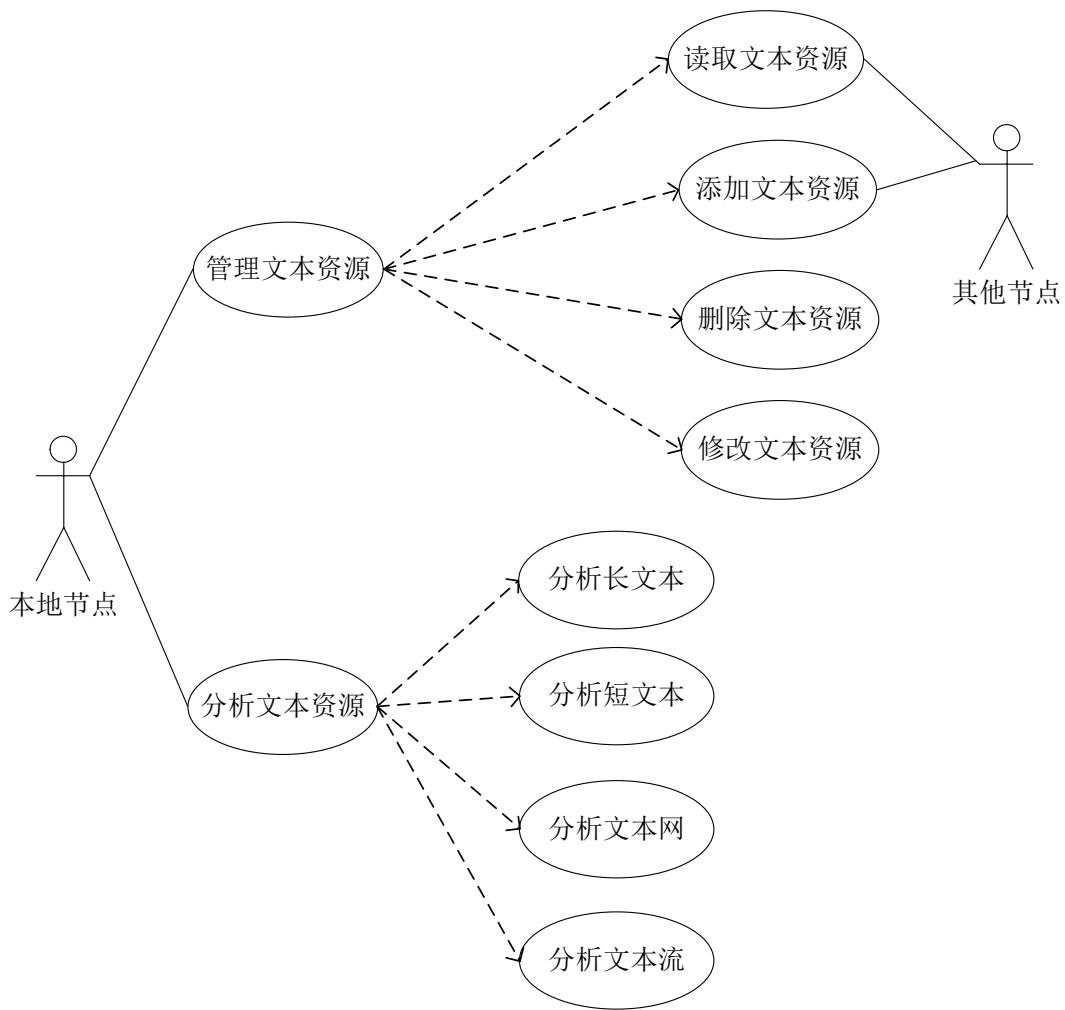 读取文本资源
添加文本资源
管理文本资源
其他节点
删除文本资源
修改文本资源
本地节点
分析长文本
分析文本资源
分析短文本
分析文本网
分析文本流